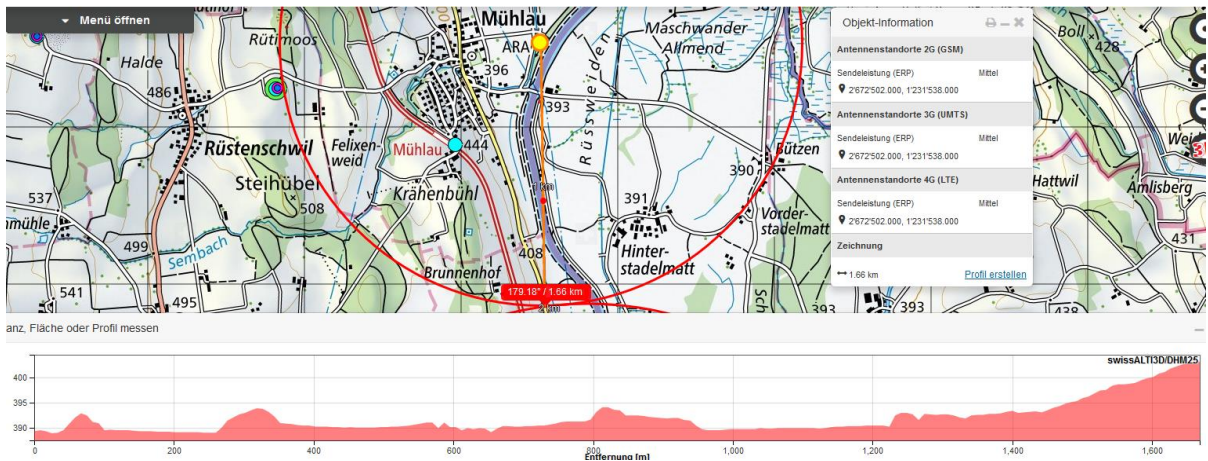 Menü öffnen
Mühlau
Maschwander
Allmend
Rütimoos
ARA
Boll
428
Halde
396
486
393
Rüssweiden
Felixen-
weid
Mühlau
444
Rüstenschwil
Bützen
390
Krähenbühl
Steihübel
508
537
391
Hattwil
Amlisberg
499
Sembach
408
Hinter-
stadelmatt
Vorder-
stadelmatt
431
Brunnenhof
541
495
393
438
179.18° / 1.66 km
Objekt-Information
Antennenstandorte 2G (GSM)
Sendeleistung (ERP) Mittel
2'672'502.000, 1'231'538.000
Antennenstandorte 3G (UMTS)
Sendeleistung (ERP) Mittel
2'672'502.000, 1'231'538.000
Antennenstandorte 4G (LTE)
Sendeleistung (ERP) Mittel
2'672'502.000, 1'231'538.000
Zeichnung
1.66 km Profil erstellen
anz, Fläche oder Profil messen
swissALTI3D/DHM25
400
395
390
0 200 400 600 800 1,000 1,200 1,400 1,600
Entfernung [m]